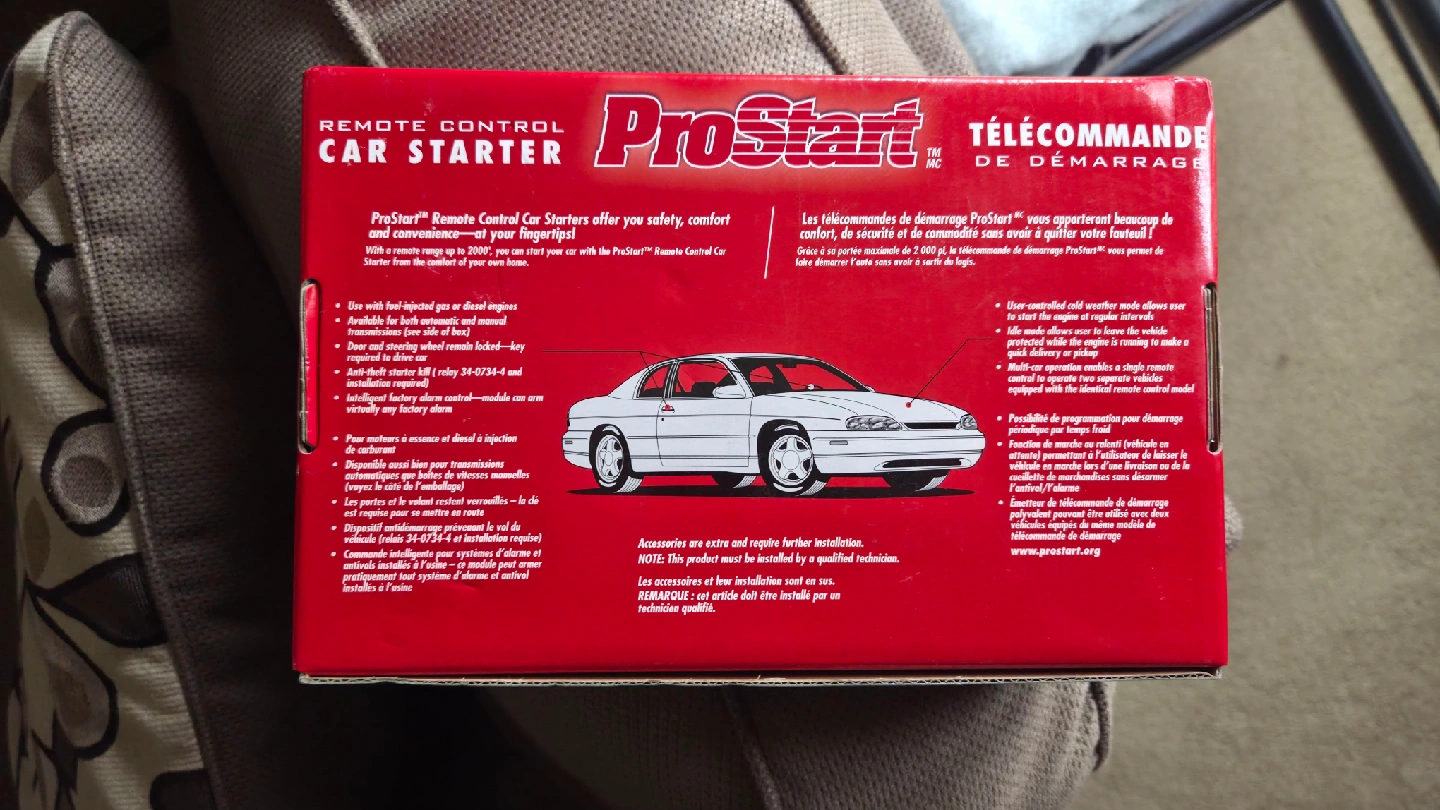 REMOTE CONTROL
CAR STARTER
ProStart
TM
MC
TÉLÉCOMMANDE
DE DÉMARRAGE
ProStart™ Remote Control Car Starters offer you safety, comfort
and convenience—at your fingertips!
With a remote range up to 2000', you can start your car with the ProStart™ Remote Control Car
Starter from the comfort of your own home.
Les télécommandes de démarrage ProStart MC vous apporteront beaucoup de
confort, de sécurité et de commodité sans avoir à quitter votre fauteuil !
Grâce à sa portée maximale de 2 000 pi, la télécommande de démarrage ProStart MC vous permet de
faire démarrer l'auto sans avoir à sortir du logis.
• Use with fuel-injected gas or diesel engines
• Available for both automatic and manual
transmissions (see side of box)
• Door and steering wheel remain locked—key
required to drive car
• Anti-theft starter kill ( relay 34-0734-4 and
installation required)
• Intelligent factory alarm control—module can arm
virtually any factory alarm
• Pour moteurs à essence et diesel à injection
de carburant
• Disponible aussi bien pour transmissions
automatiques que boîtes de vitesses manuelles
(voyez le côté de l'emballage)
• Les portes et le volant restent verrouillés – la clé
est requise pour se mettre en route
• Dispositif antidémarrage prévenant le vol du
véhicule (relais 34-0734-4 et installation requise)
• Commande intelligente pour systèmes d'alarme et
antivols installés à l'usine – ce module peut armer
pratiquement tout système d'alarme et antivol
installés à l'usine
• User-controlled cold weather mode allows user
to start the engine at regular intervals
• Idle mode allows user to leave the vehicle
protected while the engine is running to make a
quick delivery or pickup
• Multi-car operation enables a single remote
control to operate two separate vehicles
equipped with the identical remote control model
• Possibilité de programmation pour démarrage
périodique par temps froid
• Fonction de marche au ralenti (véhicule en
attente) permettant à l'utilisateur de laisser le
véhicule en marche lors d'une livraison ou de la
cueillette de marchandises sans désarmer
l'antivol/l'alarme
• Émetteur de télécommande de démarrage
polyvalent pouvant être utilisé avec deux
véhicules équipés du même modèle de
télécommande de démarrage
www.prostart.org
Accessories are extra and require further installation.
NOTE: This product must be installed by a qualified technician.
Les accessoires et leur installation sont en sus.
REMARQUE : cet article doit être installé par un
technicien qualifié.